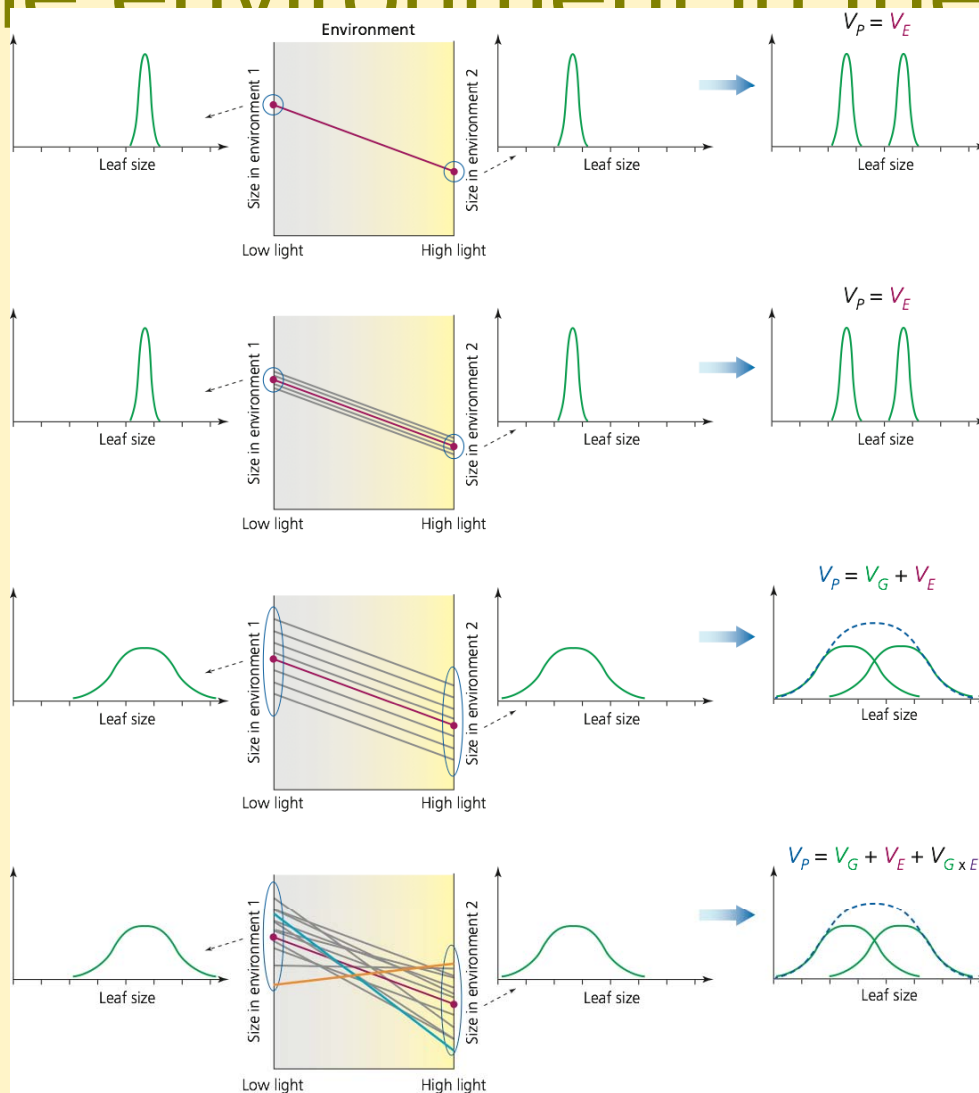 e environment in the
Environment
V_P = V_E
Size in environment 1
Size in environment 2
Leaf size
Leaf size
Leaf size
Low light
High light
V_P = V_E
Size in environment 1
Size in environment 2
Leaf size
Leaf size
Leaf size
Low light
High light
V_P = V_G + V_E
Size in environment 1
Size in environment 2
Leaf size
Leaf size
Leaf size
Low light
High light
V_P = V_G + V_E + V_G x E
Size in environment 1
Size in environment 2
Leaf size
Leaf size
Leaf size
Low light
High light